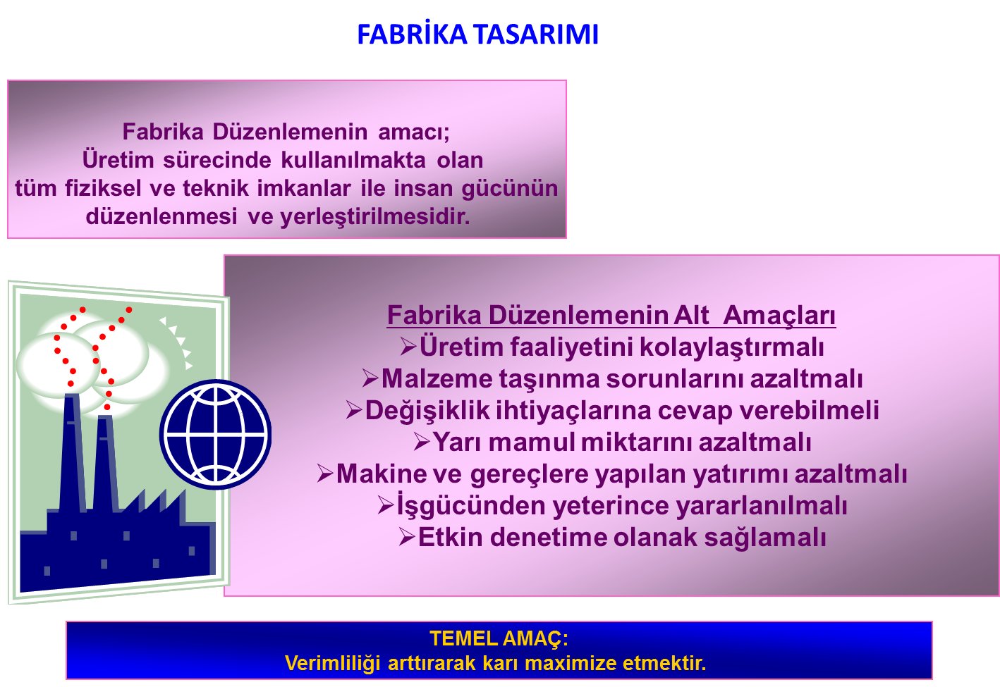 FABRİKA TASARIMI
Fabrika Düzenlemenin amacı;
Üretim sürecinde kullanılmakta olan
tüm fiziksel ve teknik imkanlar ile insan gücünün
düzenlenmesi ve yerleştirilmesidir.
Fabrika Düzenlemenin Alt Amaçları
➢Üretim faaliyetini kolaylaştırmalı
➢Malzeme taşınma sorunlarını azaltmalı
➢Değişiklik ihtiyaçlarına cevap verebilmeli
➢Yarı mamul miktarını azaltmalı
➢Makine ve gereçlere yapılan yatırımı azaltmalı
➢İşgücünden yeterince yararlanılmalı
➢Etkin denetime olanak sağlamalı
TEMEL AMAÇ:
Verimliliği arttırarak karı maximize etmektir.